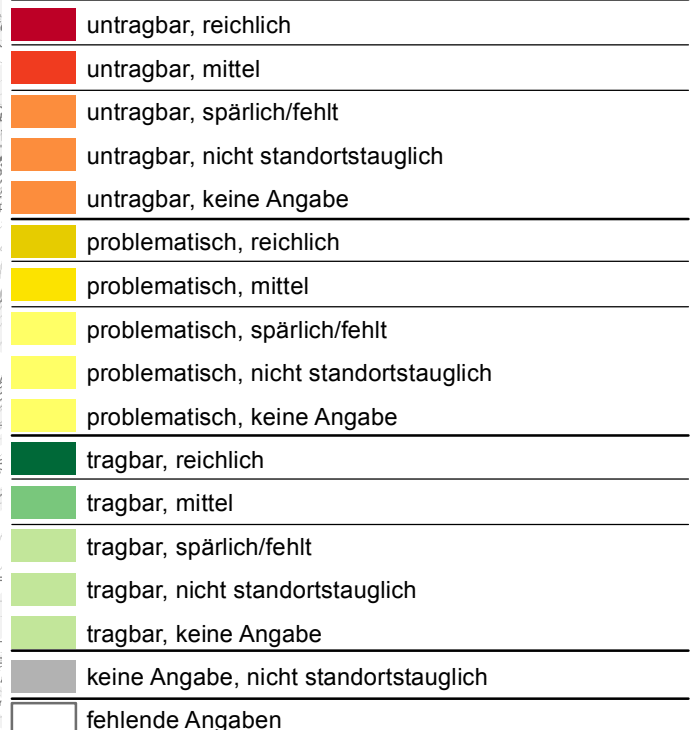 untragbar, reichlich
untragbar, mittel
untragbar, spärlich/fehlt
untragbar, nicht standortstauglich
untragbar, keine Angabe
problematisch, reichlich
problematisch, mittel
problematisch, spärlich/fehlt
problematisch, nicht standortstauglich
problematisch, keine Angabe
tragbar, reichlich
tragbar, mittel
tragbar, spärlich/fehlt
tragbar, nicht standortstauglich
tragbar, keine Angabe
keine Angabe, nicht standortstauglich
fehlende Angaben